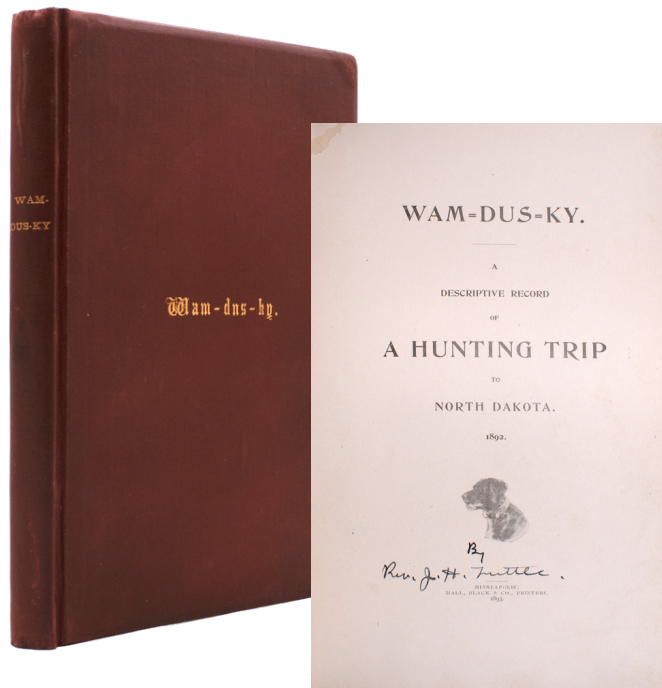 WAM-
DUS-KY
Wam-dus-ky.
WAM=DUS=KY.
A
DESCRIPTIVE RECORD
OF
A HUNTING TRIP
TO
NORTH DAKOTA.
1892.
By
Rev. J. H. Tuttle.
MINNEAPOLIS:
HALL, BLACK & CO., PRINTERS.
1893.